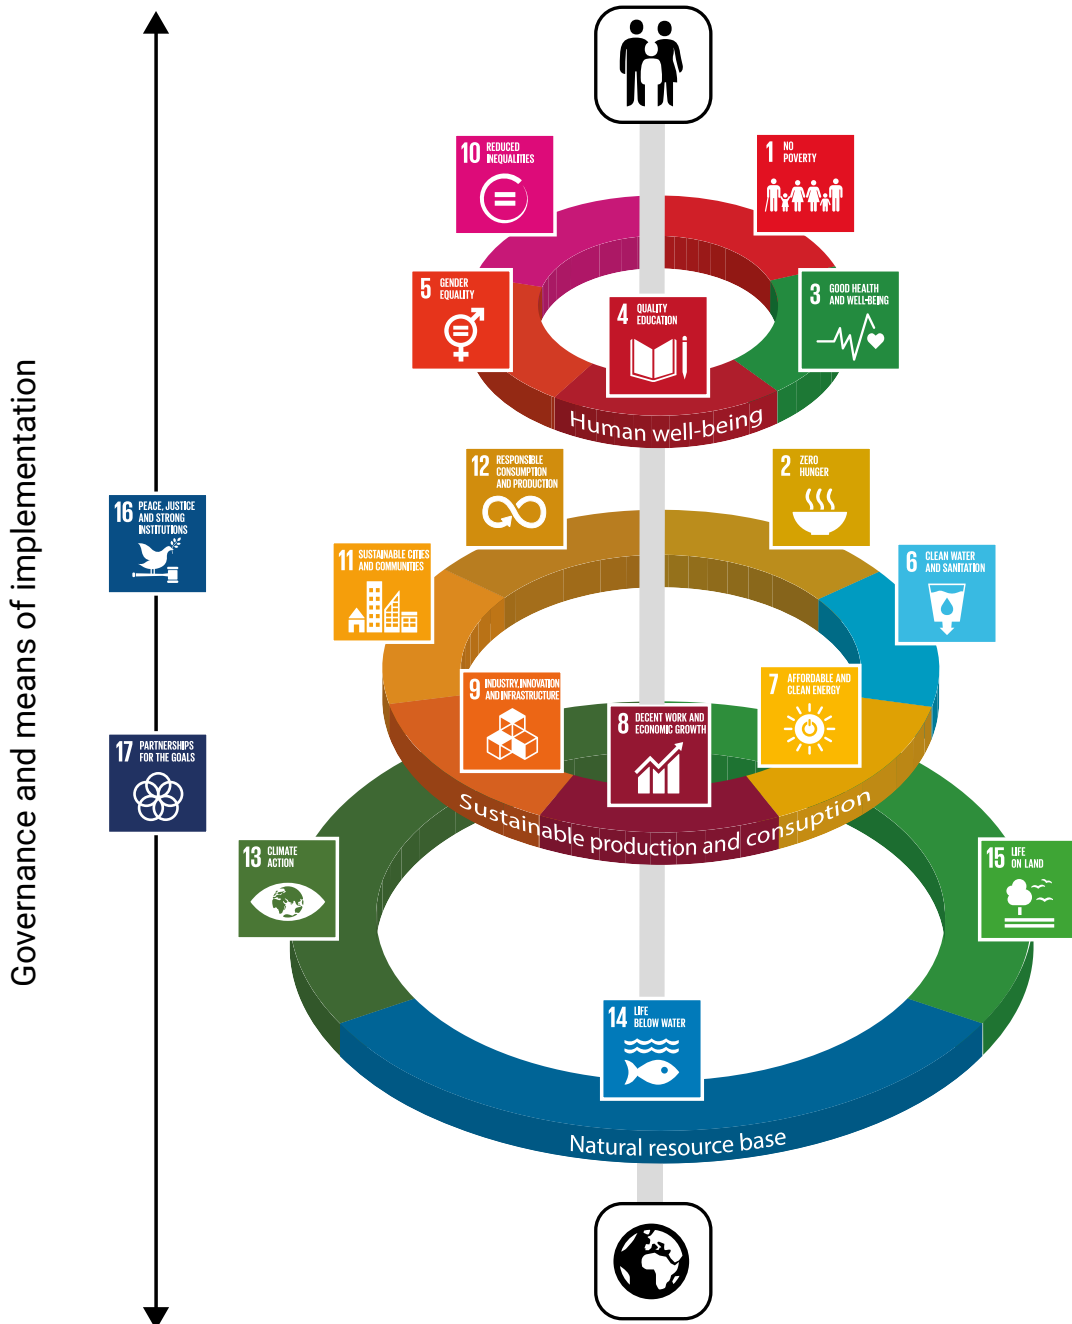 Governance and means of implementation
16 PEACE, JUSTICE
AND STRONG
INSTITUTIONS
17 PARTNERSHIPS
FOR THE GOALS
10 REDUCED
INEQUALITIES
1 NO
POVERTY
5 GENDER
EQUALITY
4 QUALITY
EDUCATION
3 GOOD HEALTH
AND WELL-BEING
Human well-being
12 RESPONSIBLE
CONSUMPTION
AND PRODUCTION
2 ZERO
HUNGER
11 SUSTAINABLE CITIES
AND COMMUNITIES
6 CLEAN WATER
AND SANITATION
9 INDUSTRY, INNOVATION
AND INFRASTRUCTURE
8 DECENT WORK AND
ECONOMIC GROWTH
7 AFFORDABLE AND
CLEAN ENERGY
Sustainable production and consuption
13 CLIMATE
ACTION
15 LIFE
ON LAND
14 LIFE
BELOW WATER
Natural resource base